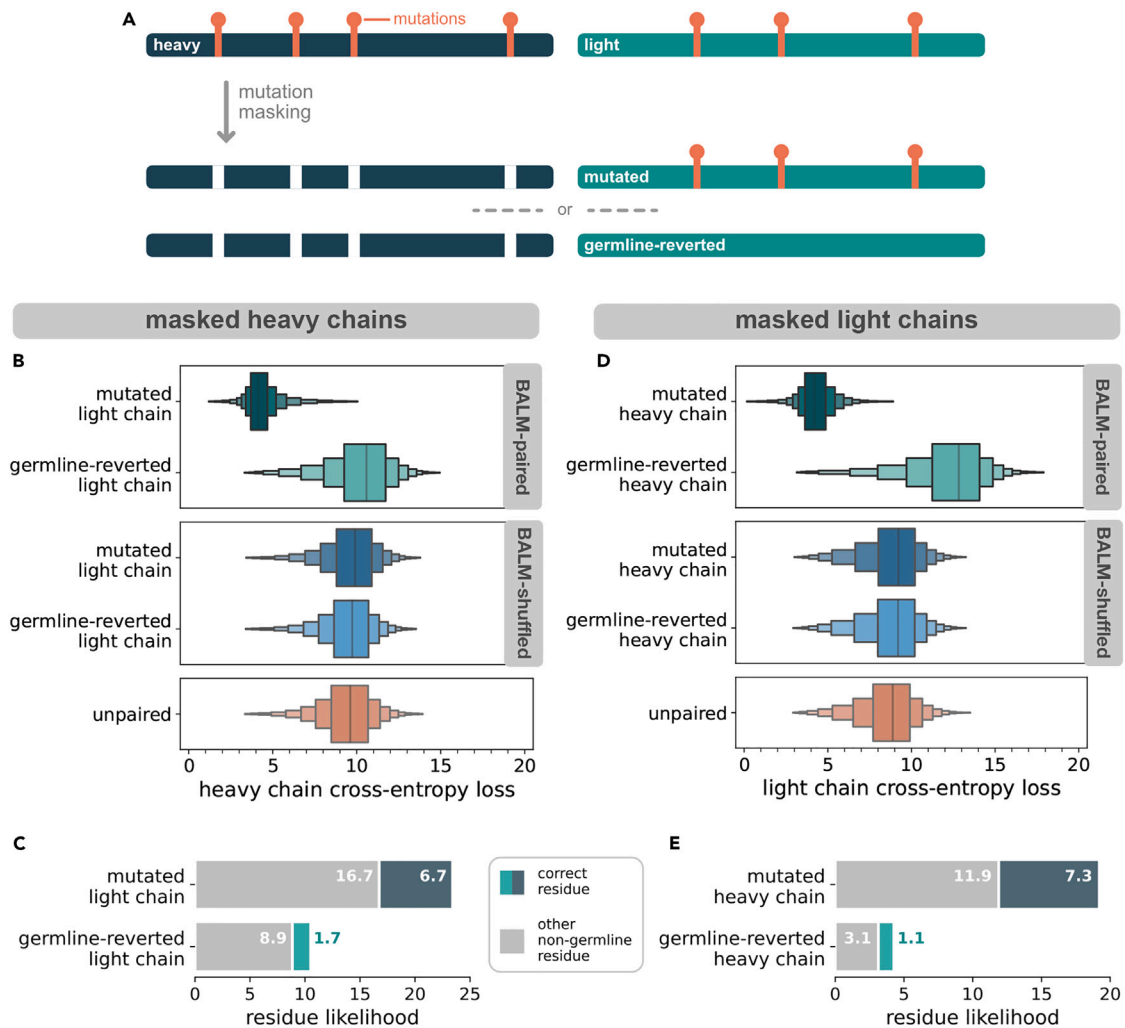 A
heavy
mutations
light
mutation
masking
mutated
or
germline-reverted
masked heavy chains
B
mutated
light chain
germline-reverted
light chain
BALM-paired
mutated
light chain
germline-reverted
light chain
BALM-shuffled
unpaired
0 5 10 15 20
heavy chain cross-entropy loss
masked light chains
D
mutated
heavy chain
germline-reverted
heavy chain
BALM-paired
mutated
heavy chain
germline-reverted
heavy chain
BALM-shuffled
unpaired
0 5 10 15 20
light chain cross-entropy loss
C
mutated
light chain
16.7 6.7
germline-reverted
light chain
8.9 1.7
0 5 10 15 20 25
residue likelihood
correct
residue
other
non-germline
residue
E
mutated
heavy chain
11.9 7.3
germline-reverted
heavy chain
3.1 1.1
0 5 10 15 20
residue likelihood